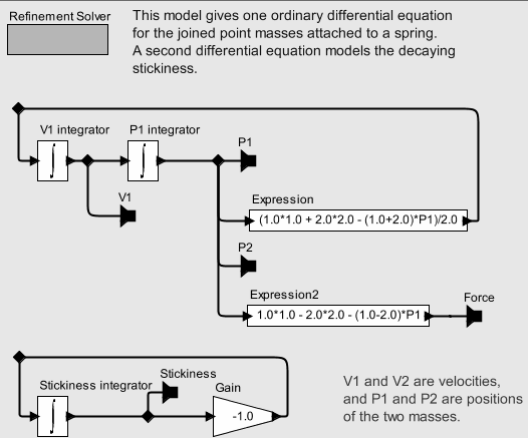 Refinement Solver
This model gives one ordinary differential equation
for the joined point masses attached to a spring.
A second differential equation models the decaying
stickiness.
V1 integrator
P1 integrator
∫
∫
P1
V1
Expression
(1.0*1.0 + 2.0*2.0 - (1.0+2.0)*P1)/2.0
P2
Expression2
1.0*1.0 - 2.0*2.0 - (1.0-2.0)*P1
Force
Stickiness
Stickiness integrator
Gain
∫
-1.0
V1 and V2 are velocities,
and P1 and P2 are positions
of the two masses.